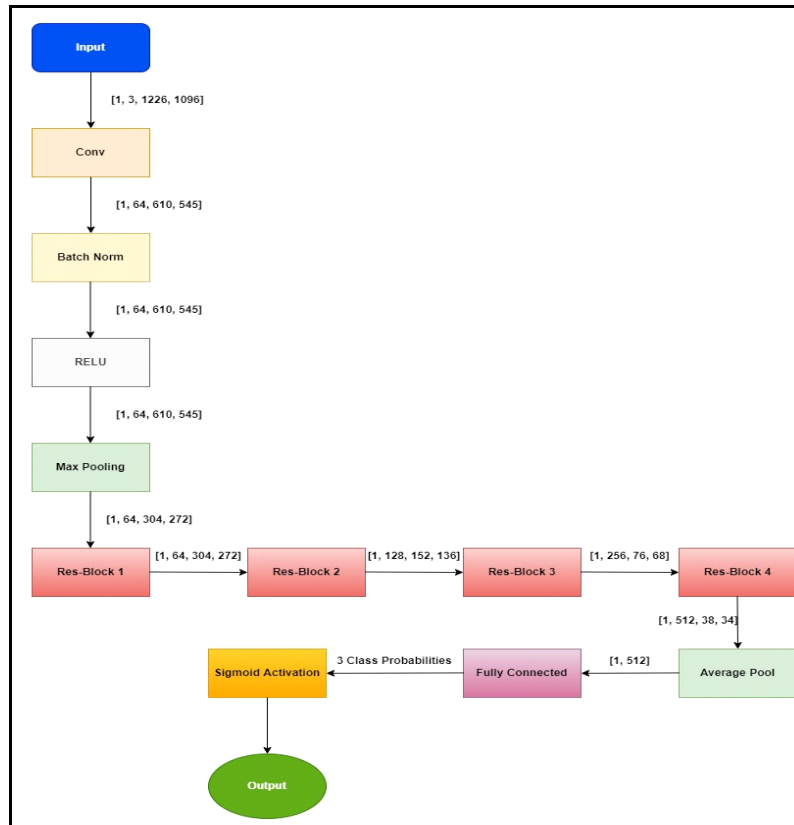 Input
[1, 3, 1226, 1096]
Conv
[1, 64, 610, 545]
Batch Norm
[1, 64, 610, 545]
RELU
[1, 64, 610, 545]
Max Pooling
[1, 64, 304, 272]
Res-Block 1
[1, 64, 304, 272]
Res-Block 2
[1, 128, 152, 136]
Res-Block 3
[1, 256, 76, 68]
Res-Block 4
[1, 512, 38, 34]
Average Pool
[1, 512]
Fully Connected
3 Class Probabilities
Sigmoid Activation
Output